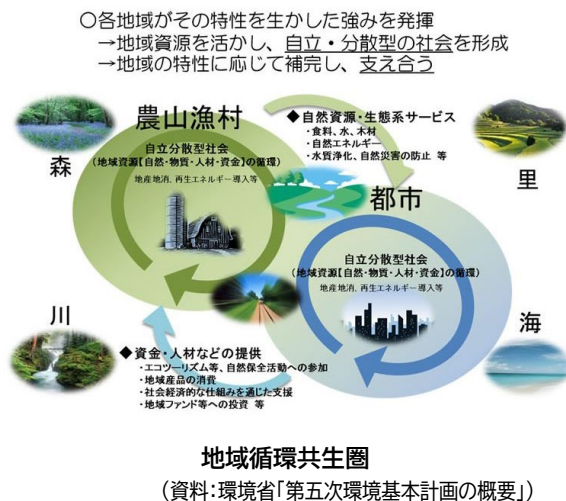 ○各地域がその特性を生かした強みを発揮
→地域資源を活かし、自立・分散型の社会を形成
→地域の特性に応じて補完し、支え合う
農山漁村
自立分散型社会
(地域資源【自然・物質・人材・資金】の循環)
地産地消、再生エネルギー導入等
森
◆自然資源・生態系サービス
・食料、水、木材
・自然エネルギー
・水質浄化、自然災害の防止 等
里
都市
自立分散型社会
(地域資源【自然・物質・人材・資金】の循環)
地産地消、再生エネルギー導入等
川
海
◆資金・人材などの提供
・エコツーリズム等、自然保全活動への参加
・地域産品の消費
・社会経済的な仕組みを通じた支援
・地域ファンド等への投資 等
地域循環共生圏
(資料:環境省「第五次環境基本計画の概要」)